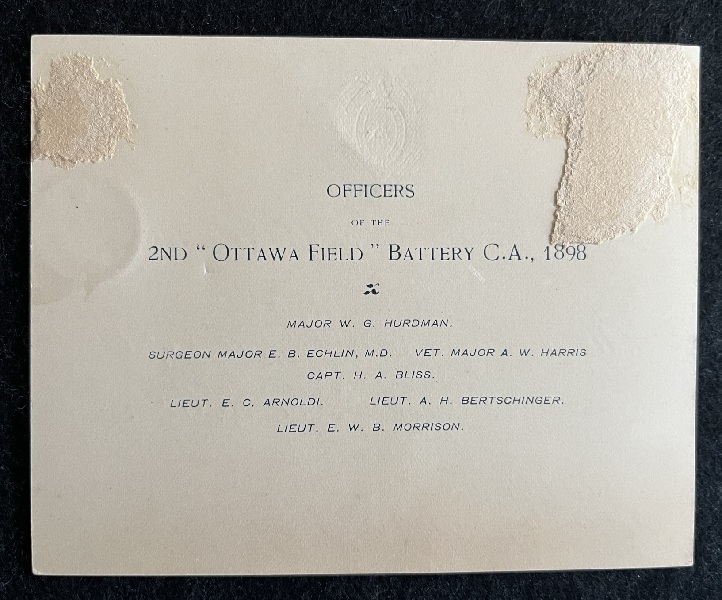 OFFICERS
OF THE
2ND “ OTTAWA FIELD ” BATTERY C.A., 1898
MAJOR W. G. HURDMAN.
SURGEON MAJOR E. B. ECHLIN, M.D. VET. MAJOR A. W. HARRIS
CAPT. H. A. BLISS.
LIEUT. E. C. ARNOLDI. LIEUT. A. H. BERTSCHINGER.
LIEUT. E. W. B. MORRISON.